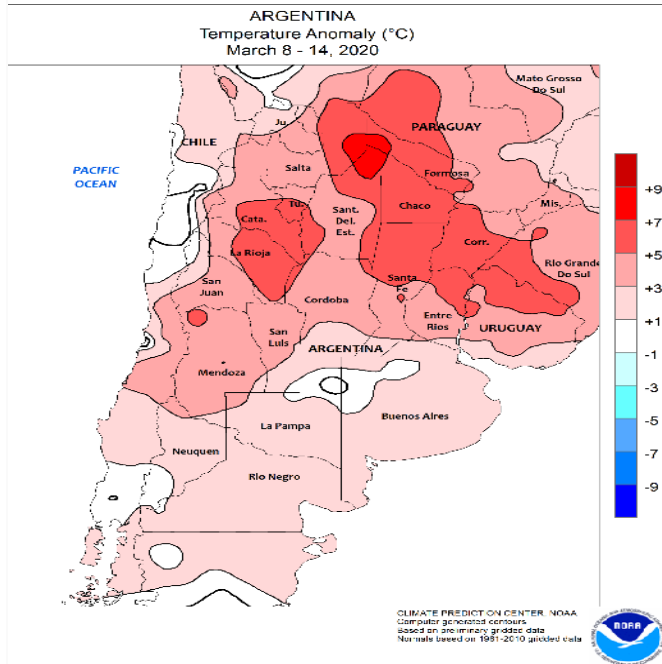 ARGENTINA
Temperature Anomaly (°C)
March 8 - 14, 2020
Mato Grosso
Do Sul
Ju.
PARAGUAY
CHILE
PACIFIC
OCEAN
Salta
Formosa
Tu.
Mis.
Cata.
Sant.
Del.
Est.
Chaco
La Rioja
Corr.
Rio Grande
Do Sul
San
Juan
Santa
Fe
Cordoba
Entre
Rios
URUGUAY
San
Luis
ARGENTINA
Mendoza
Buenos Aires
La Pampa
Neuquen
Rio Negro
+9
+7
+5
+3
+1
-1
-3
-5
-7
-9
CLIMATE PREDICTION CENTER, NOAA
Computer generated contours
Based on preliminary gridded data
Normals based on 1981-2010 gridded data
NOAA